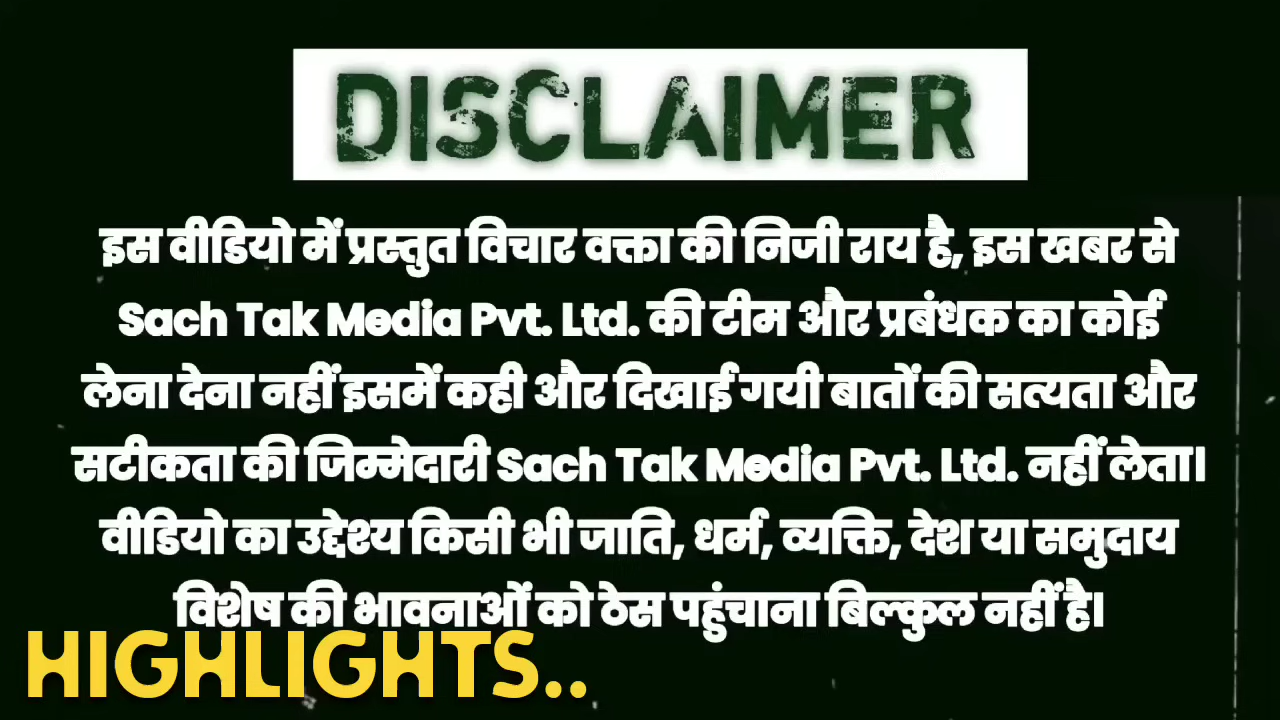 DISCLAIMER
इस वीडियो में प्रस्तुत विचार वक्ता की निजी राय है, इस खबर से
Sach Tak Media Pvt. Ltd. की टीम और प्रबंधक का कोई
लेना देना नहीं इसमें कही और दिखाई गयी बातों की सत्यता और
सटीकता की जिम्मेदारी Sach Tak Media Pvt. Ltd. नहीं लेता।
वीडियो का उद्देश्य किसी भी जाति, धर्म, व्यक्ति, देश या समुदाय
विशेष की भावनाओं को ठेस पहुंचाना बिल्कुल नहीं है।
HIGHLIGHTS..